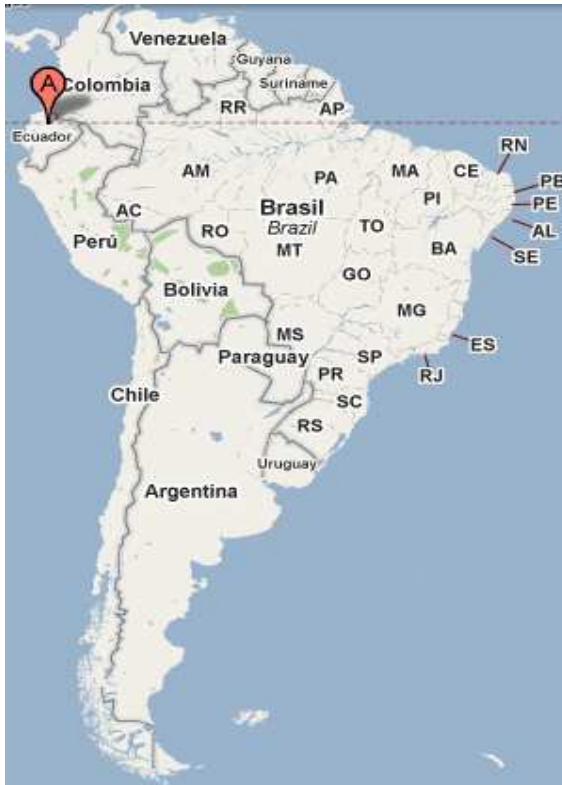 Venezuela
Guyana
Suriname
A
Colombia
RR
AP
Ecuador
RN
AM
PA
MA
CE
PB
PI
PE
AC
Brasil
Brazil
TO
AL
RO
Perú
MT
BA
SE
GO
Bolivia
MG
MS
ES
Paraguay
SP
PR
RJ
Chile
SC
RS
Uruguay
Argentina